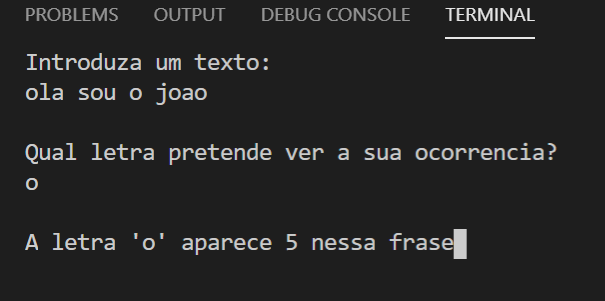 PROBLEMS OUTPUT DEBUG CONSOLE TERMINAL
Introduza um texto:
ola sou o joao
Qual letra pretende ver a sua ocorrencia?
o
A letra 'o' aparece 5 nessa frase